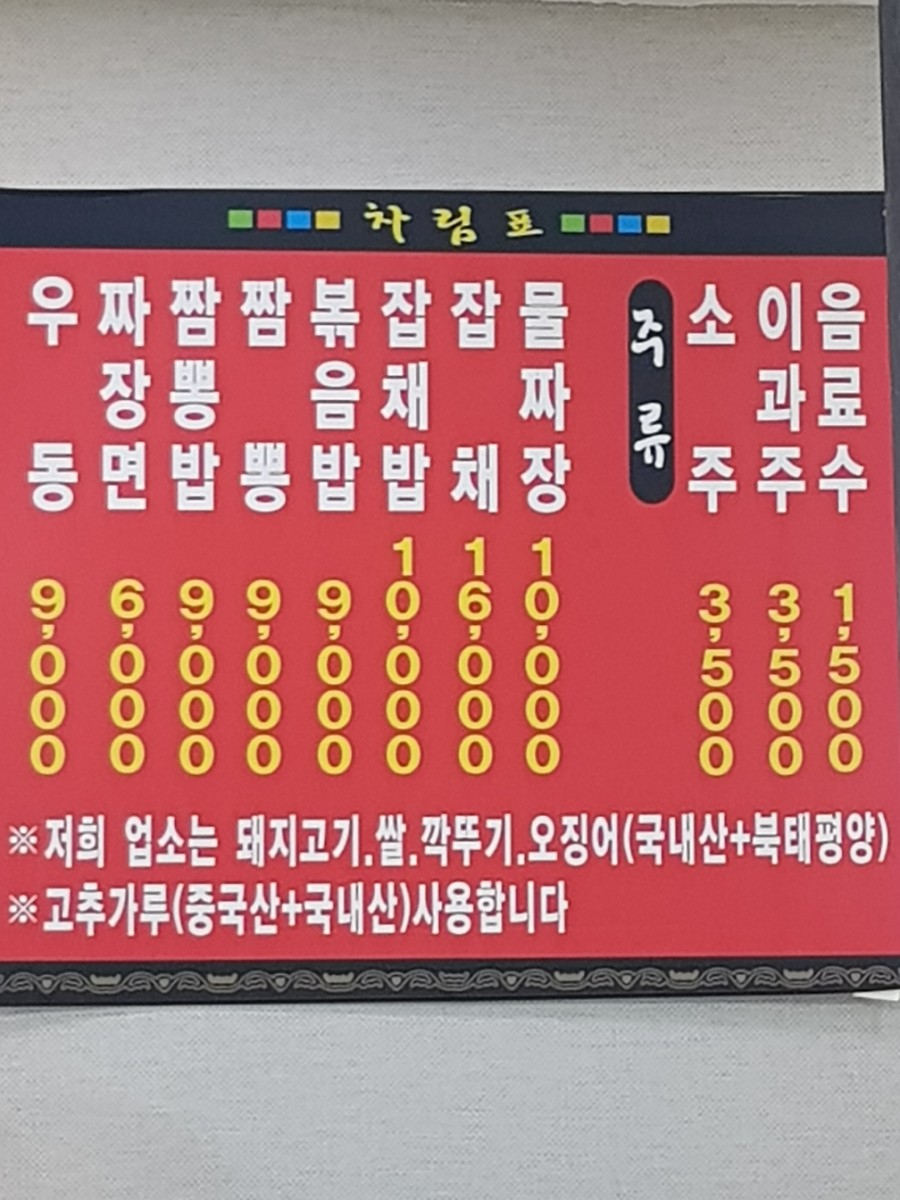 차림표
우동 9,000
짜장면 6,000
짬뽕밥 9,000
짬뽕 9,000
볶음밥 9,000
잡채밥 10,000
잡채 16,000
물짜장 10,000
주류
소주 3,500
이과주 3,500
음료수 1,500
※저희 업소는 돼지고기.쌀.깍뚜기.오징어(국내산+북태평양)
※고추가루(중국산+국내산)사용합니다